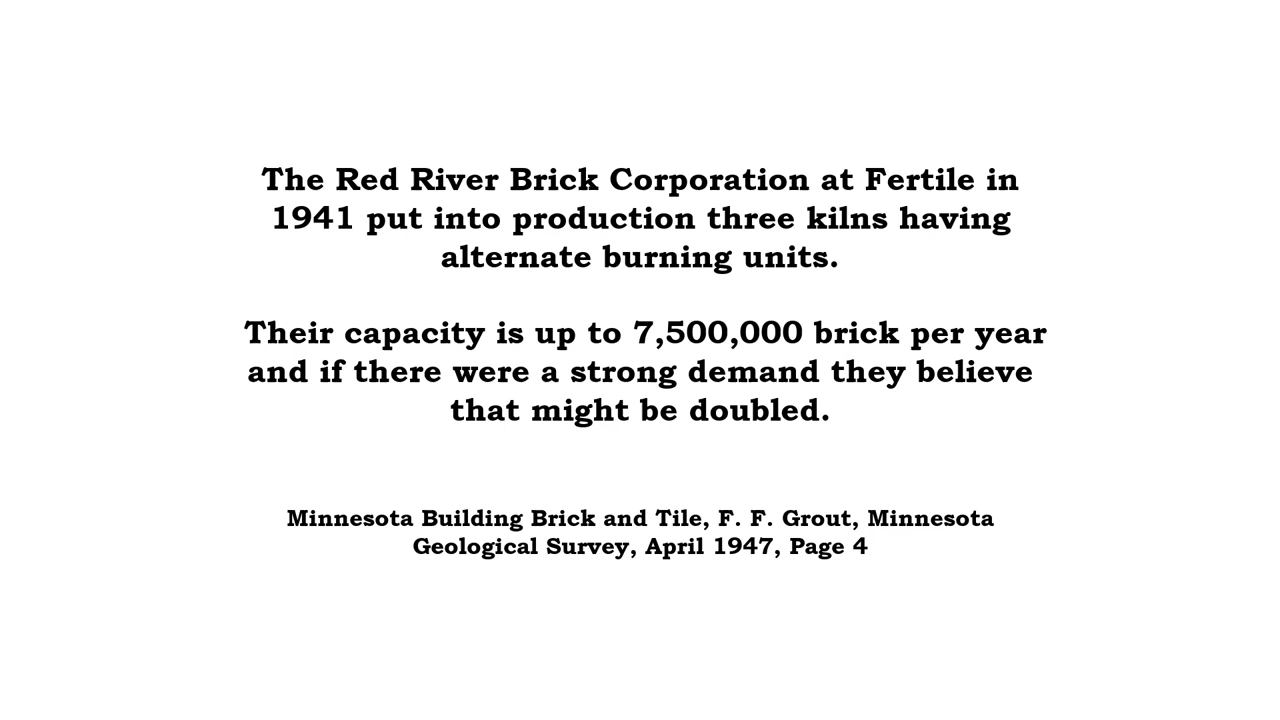 The Red River Brick Corporation at Fertile in
1941 put into production three kilns having
alternate burning units.
Their capacity is up to 7,500,000 brick per year
and if there were a strong demand they believe
that might be doubled.
Minnesota Building Brick and Tile, F. F. Grout, Minnesota
Geological Survey, April 1947, Page 4